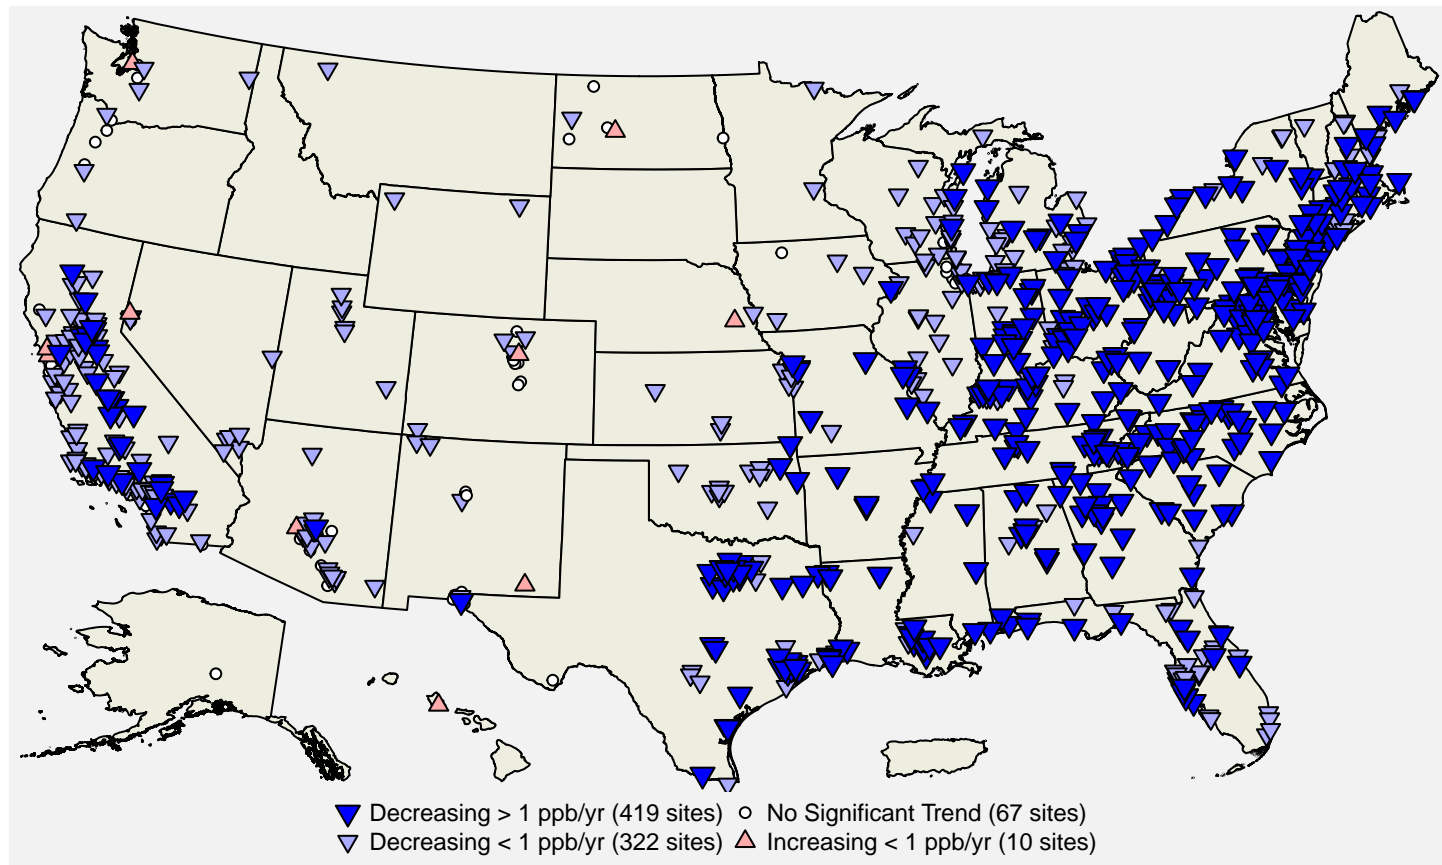 Decreasing > 1 ppb/yr (419 sites) No Significant Trend (67 sites)
Decreasing < 1 ppb/yr (322 sites) Increasing < 1 ppb/yr (10 sites)